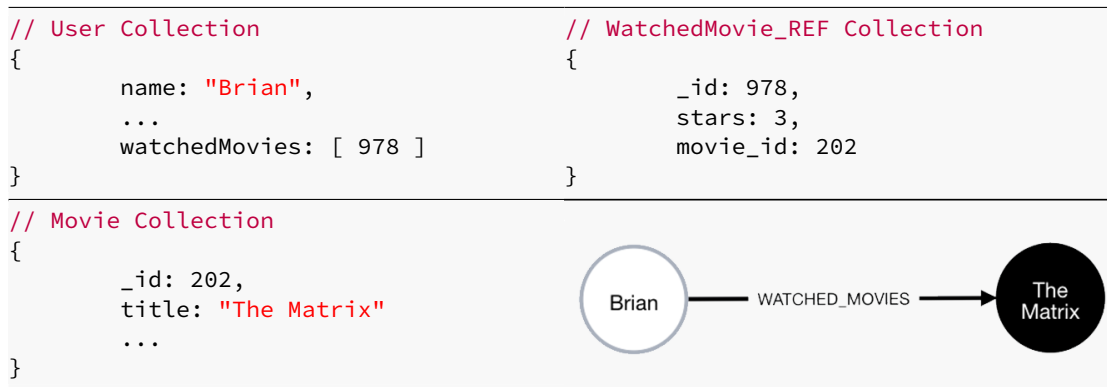 // User Collection
{
name: "Brian",
...
watchedMovies: [ 978 ]
}
// WatchedMovie_REF Collection
{
_id: 978,
stars: 3,
movie_id: 202
}
// Movie Collection
{
_id: 202,
title: "The Matrix"
...
}
Brian
WATCHED_MOVIES
The
Matrix